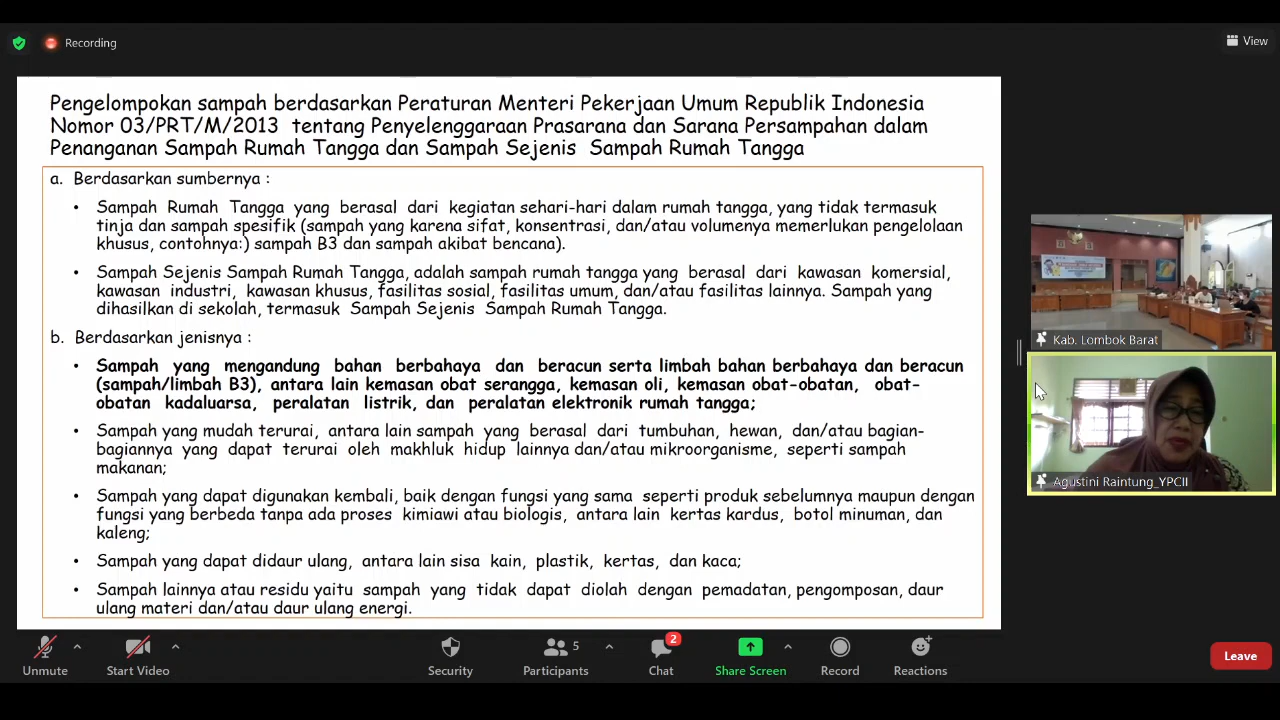 Recording
View
Pengelompokan sampah berdasarkan Peraturan Menteri Pekerjaan Umum Republik Indonesia
Nomor 03/PRT/M/2013 tentang Penyelenggaraan Prasarana dan Sarana Persampahan dalam
Penanganan Sampah Rumah Tangga dan Sampah Sejenis Sampah Rumah Tangga
a. Berdasarkan sumbernya :
• Sampah Rumah Tangga yang berasal dari kegiatan sehari-hari dalam rumah tangga, yang tidak termasuk
tinja dan sampah spesifik (sampah yang karena sifat, konsentrasi, dan/atau volumenya memerlukan pengelolaan
khusus, contohnya:) sampah B3 dan sampah akibat bencana).
• Sampah Sejenis Sampah Rumah Tangga, adalah sampah rumah tangga yang berasal dari kawasan komersial,
kawasan industri, kawasan khusus, fasilitas sosial, fasilitas umum, dan/atau fasilitas lainnya. Sampah yang
dihasilkan di sekolah, termasuk Sampah Sejenis Sampah Rumah Tangga.
b. Berdasarkan jenisnya :
• Sampah yang mengandung bahan berbahaya dan beracun serta limbah bahan berbahaya dan beracun
(sampah/limbah B3), antara lain kemasan obat serangga, kemasan oli, kemasan obat-obatan, obat-
obatan kadaluarsa, peralatan listrik, dan peralatan elektronik rumah tangga;
• Sampah yang mudah terurai, antara lain sampah yang berasal dari tumbuhan, hewan, dan/atau bagian-
bagiannya yang dapat terurai oleh makhluk hidup lainnya dan/atau mikroorganisme, seperti sampah
makanan;
• Sampah yang dapat digunakan kembali, baik dengan fungsi yang sama seperti produk sebelumnya maupun dengan
fungsi yang berbeda tanpa ada proses kimiawi atau biologis, antara lain kertas kardus, botol minuman, dan
kaleng;
• Sampah yang dapat didaur ulang, antara lain sisa kain, plastik, kertas, dan kaca;
• Sampah lainnya atau residu yaitu sampah yang tidak dapat diolah dengan pemadatan, pengomposan, daur
ulang materi dan/atau daur ulang energi.
Kab. Lombok Barat
Agustini Raintung_YPCII
5
2
Unmute
Start Video
Security
Participants
Chat
Share Screen
Record
Reactions
Leave